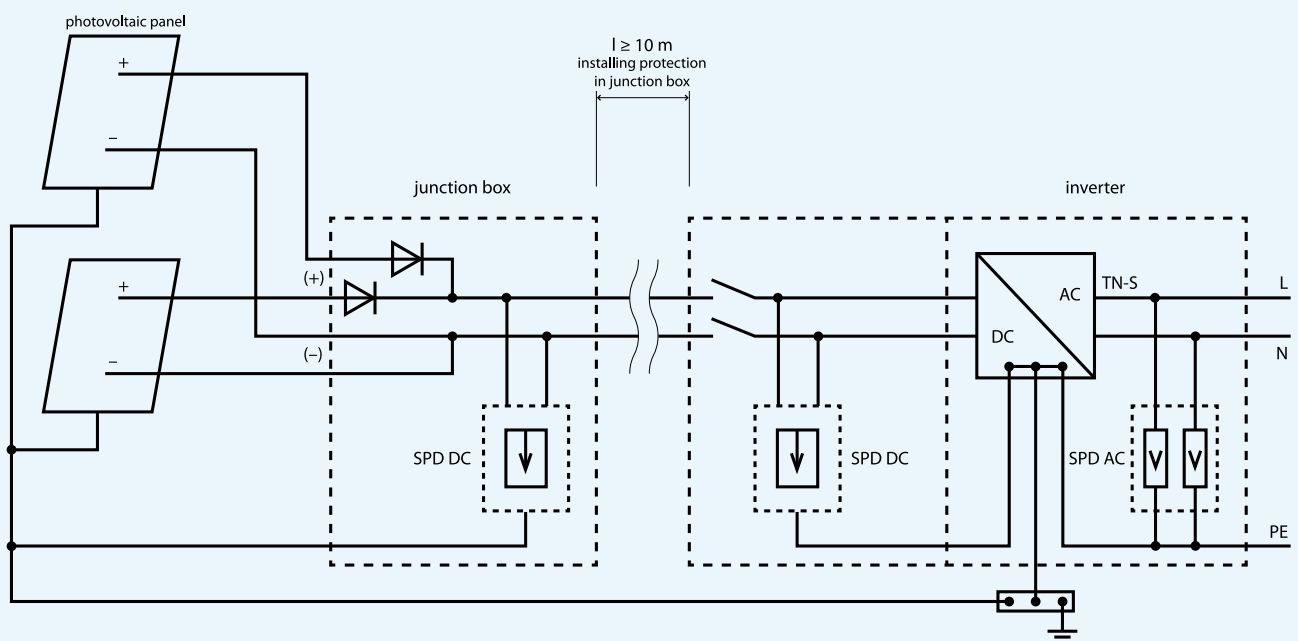 photovoltaic panel
+
–
l ≥ 10 m
installing protection
in junction box
junction box
inverter
(+)
+
(–)
–
TN-S
L
AC
DC
N
SPD DC
SPD DC
SPD AC
PE